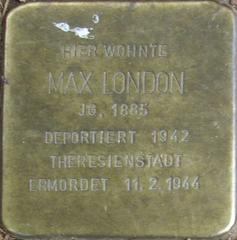 HIER WOHNTE
MAX LONDON
JG. 1885
DEPORTIERT 1942
THERESIENSTADT
ERMORDET 11.2.1944